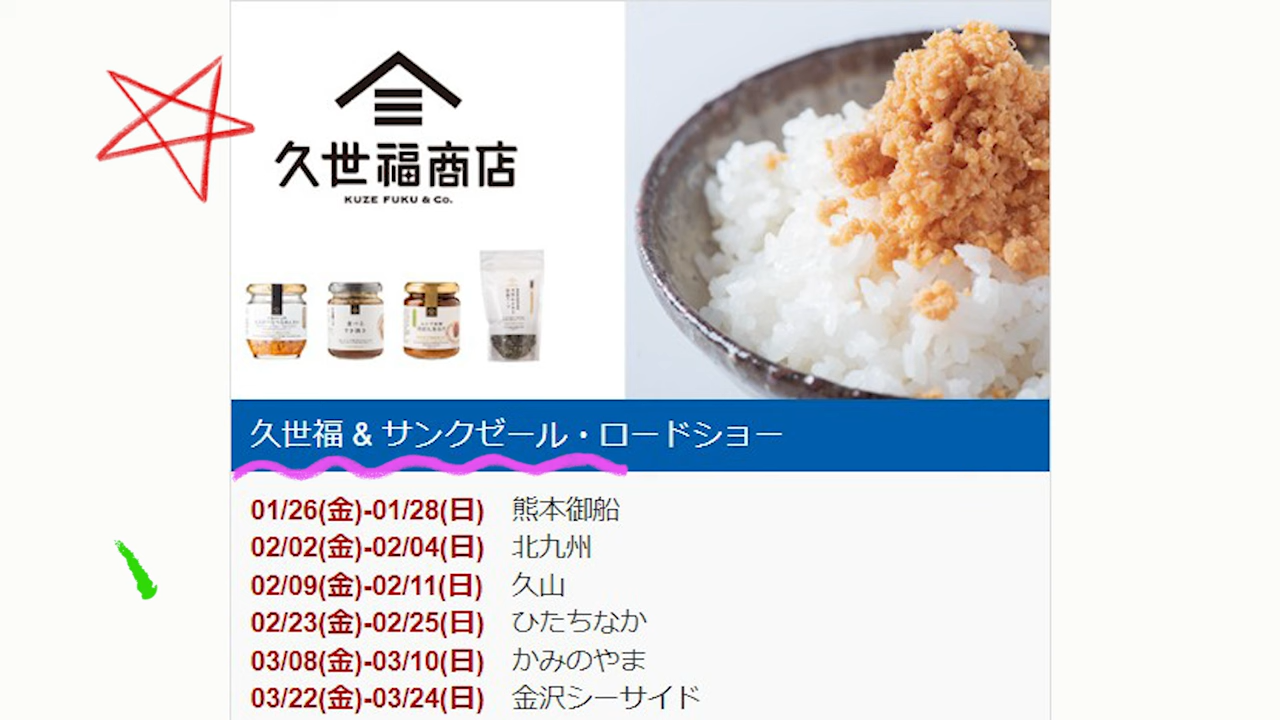 久世福商店
KUZE FUKU & Co.
久世福 & サンクゼール・ロードショー
01/26(金)-01/28(日) 熊本御船
02/02(金)-02/04(日) 北九州
02/09(金)-02/11(日) 久山
02/23(金)-02/25(日) ひたちなか
03/08(金)-03/10(日) かみのやま
03/22(金)-03/24(日) 金沢シーサイド